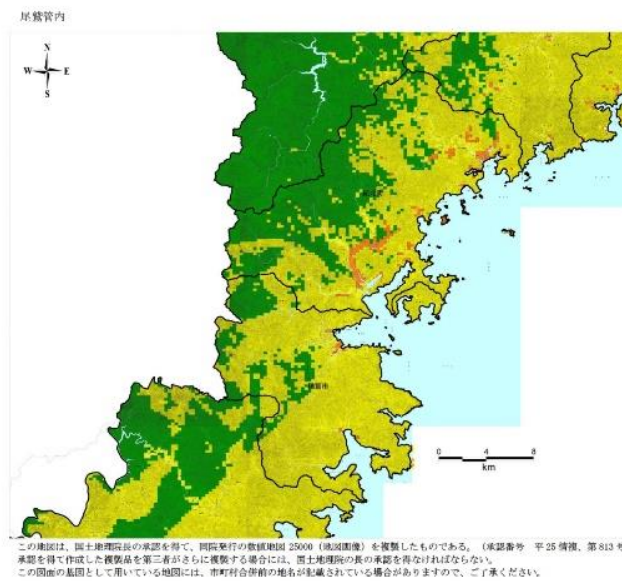 尾鷲管内
N
W E
S
尾鷲市
0 4 8
km
この地図は、国土地理院長の承認を得て、同院発行の数値地図 25000（地図画像）を複製したものである。（承認番号 平 25 情複、第 813 号
承認を得て作成した複製品を第三者がさらに複製する場合には、国土地理院の長の承認を得なければならない。
この図面の基図として用いている地図には、市町村合併前の地名が記載されている場合がありますので、ご了承ください。